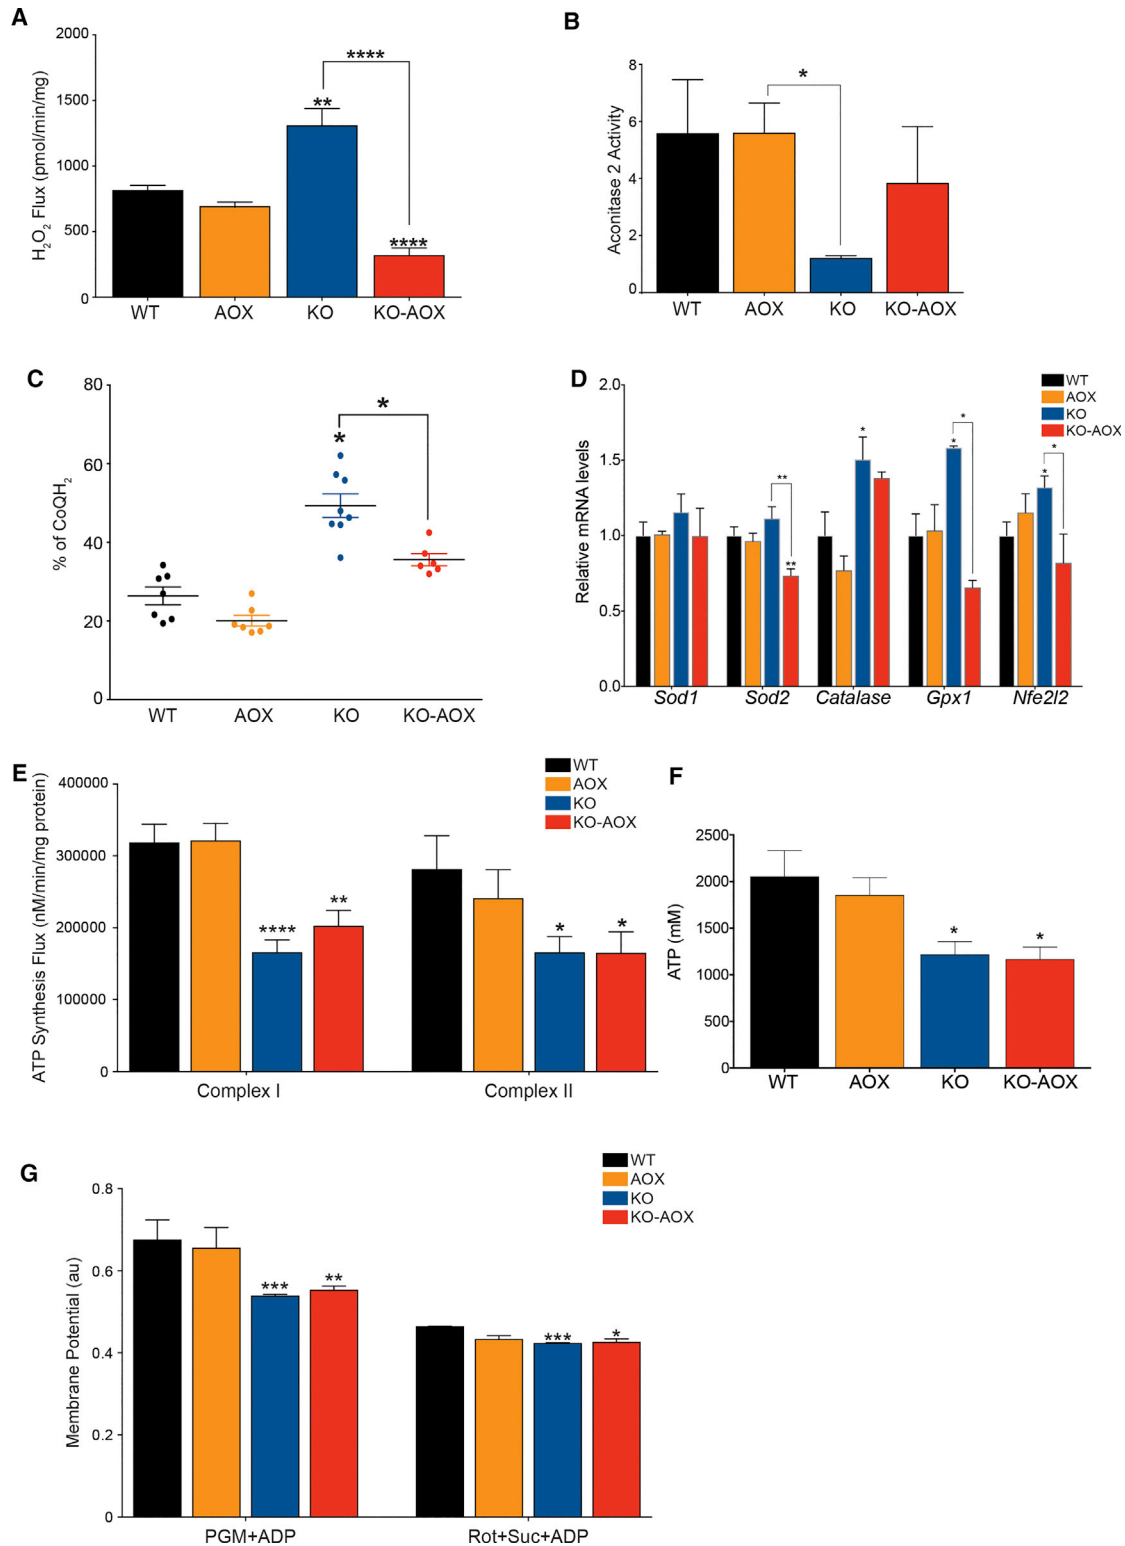 A
H2O2 Flux (pmol/min/mg)
2000
1500
1000
500
0
****
**
****
WT AOX KO KO-AOX
B
Aconitase 2 Activity
8
6
4
2
0
*
WT AOX KO KO-AOX
C
% of CoQH2
80
60
40
20
0
*
*
WT AOX KO KO-AOX
D
Relative mRNA levels
2.0
1.5
1.0
0.5
0.0
WT
AOX
KO
KO-AOX
**
**
*
*
*
*
*
Sod1 Sod2 Catalase Gpx1 Nfe2l2
E
ATP Synthesis Flux (nM/min/mg protein)
400000
300000
200000
100000
0
WT
AOX
KO
KO-AOX
****
**
*
*
Complex I Complex II
F
ATP (mM)
2500
2000
1500
1000
500
0
*
*
WT AOX KO KO-AOX
G
Membrane Potential (au)
0.8
0.6
0.4
0.2
0
WT
AOX
KO
KO-AOX
***
**
***
*
PGM+ADP Rot+Suc+ADP